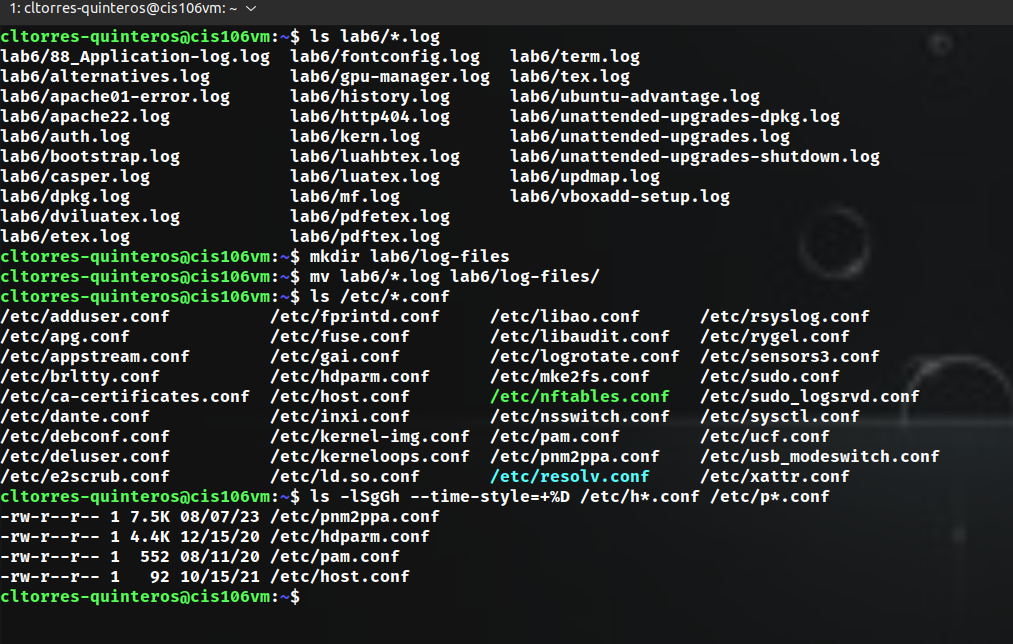 1: cltorres-quinteros@cis106vm: ~
cltorres-quinteros@cis106vm:~$ ls lab6/*.log
lab6/88_Application-log.log  lab6/fontconfig.log   lab6/term.log
lab6/alternatives.log        lab6/gpu-manager.log  lab6/tex.log
lab6/apache01-error.log      lab6/history.log      lab6/ubuntu-advantage.log
lab6/apache22.log            lab6/http404.log      lab6/unattended-upgrades-dpkg.log
lab6/auth.log                lab6/kern.log         lab6/unattended-upgrades.log
lab6/bootstrap.log           lab6/luahbtex.log     lab6/unattended-upgrades-shutdown.log
lab6/casper.log              lab6/luatex.log       lab6/updmap.log
lab6/dpkg.log                lab6/mf.log           lab6/vboxadd-setup.log
lab6/dviluatex.log           lab6/pdfetex.log
lab6/etex.log                lab6/pdftex.log
cltorres-quinteros@cis106vm:~$ mkdir lab6/log-files
cltorres-quinteros@cis106vm:~$ mv lab6/*.log lab6/log-files/
cltorres-quinteros@cis106vm:~$ ls /etc/*.conf
/etc/adduser.conf          /etc/fprintd.conf     /etc/libao.conf      /etc/rsyslog.conf
/etc/apg.conf              /etc/fuse.conf        /etc/libaudit.conf   /etc/rygel.conf
/etc/appstream.conf        /etc/gai.conf         /etc/logrotate.conf  /etc/sensors3.conf
/etc/brltty.conf           /etc/hdparm.conf      /etc/mke2fs.conf     /etc/sudo.conf
/etc/ca-certificates.conf  /etc/host.conf        /etc/nftables.conf   /etc/sudo_logsrvd.conf
/etc/dante.conf            /etc/inxi.conf        /etc/nsswitch.conf   /etc/sysctl.conf
/etc/debconf.conf          /etc/kernel-img.conf  /etc/pam.conf        /etc/ucf.conf
/etc/deluser.conf          /etc/kerneloops.conf  /etc/pnm2ppa.conf    /etc/usb_modeswitch.conf
/etc/e2scrub.conf          /etc/ld.so.conf       /etc/resolv.conf     /etc/xattr.conf
cltorres-quinteros@cis106vm:~$ ls -lSgGh --time-style=+%D /etc/h*.conf /etc/p*.conf
-rw-r--r-- 1 7.5K 08/07/23 /etc/pnm2ppa.conf
-rw-r--r-- 1 4.4K 12/15/20 /etc/hdparm.conf
-rw-r--r-- 1  552 08/11/20 /etc/pam.conf
-rw-r--r-- 1   92 10/15/21 /etc/host.conf
cltorres-quinteros@cis106vm:~$